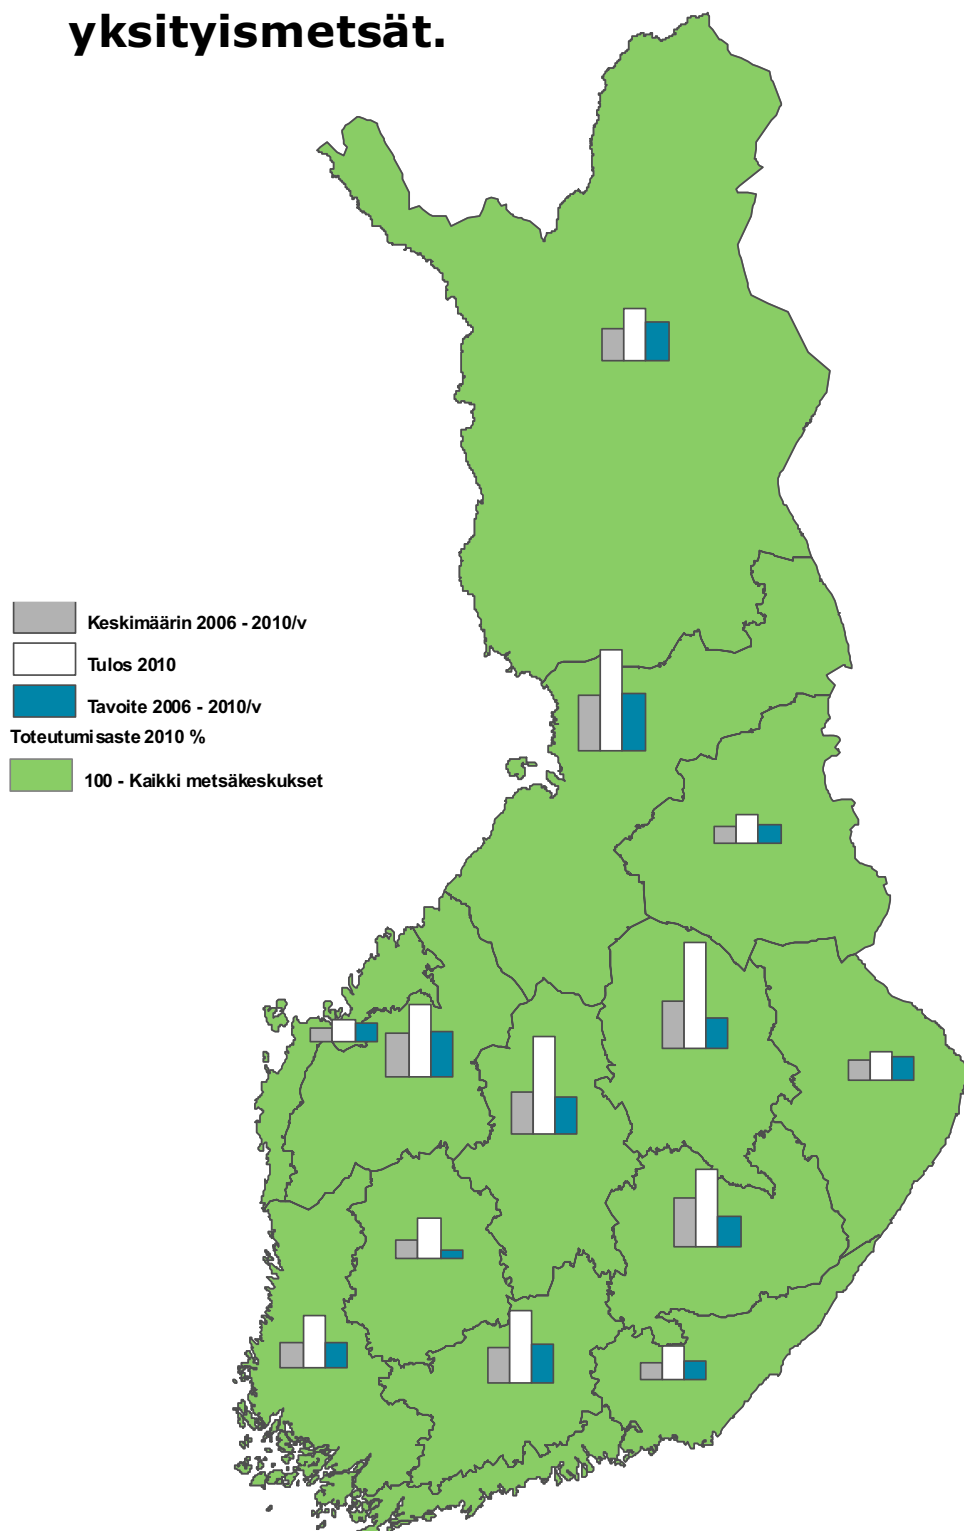 yksityismetsät.
Keskimäärin 2006 - 2010/v
Tulos 2010
Tavoite 2006 - 2010/v
Toteutumisaste 2010 %
100 - Kaikki metsäkeskukset